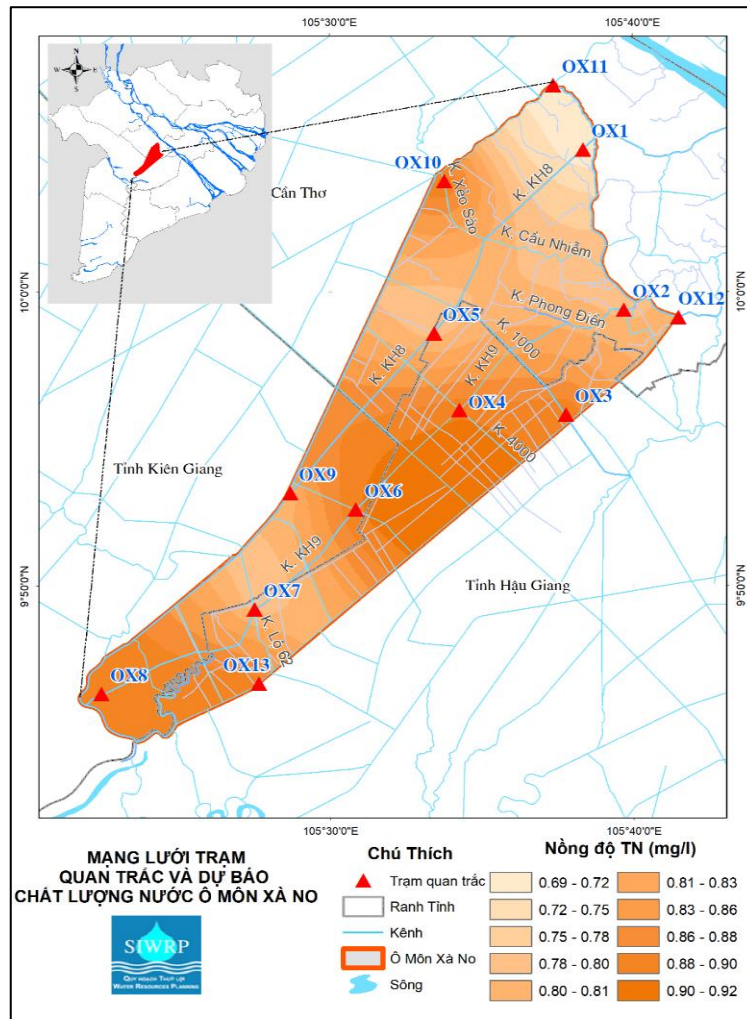 105°30'0"E
105°40'0"E
N
W
E
S
OX11
OX1
OX10
Cần Thơ
K. KH8
K. Xẻo Sào
K. Cầu Nhiễm
10°0'0"N
10°0'0"N
K. Phong Điền
OX2
OX12
OX5
K. 1000
K. KH8
K. KH9
OX4
OX3
K. 4000
Tỉnh Kiên Giang
OX9
OX6
K. KH9
9°50'0"N
9°50'0"N
Tỉnh Hậu Giang
OX7
K. Lô 62
OX13
OX8
105°30'0"E
105°40'0"E
MẠNG LƯỚI TRẠM
QUAN TRẮC VÀ DỰ BÁO
CHẤT LƯỢNG NƯỚC Ô MÔN XÀ NO
SIWRP
QUY HOẠCH THUỶ LỢI
WATER RESOURCES PLANNING
Chú Thích
Trạm quan trắc
Ranh Tỉnh
Kênh
Ô Môn Xà No
Sông
Nồng độ TN (mg/l)
0.69 - 0.72
0.72 - 0.75
0.75 - 0.78
0.78 - 0.80
0.80 - 0.81
0.81 - 0.83
0.83 - 0.86
0.86 - 0.88
0.88 - 0.90
0.90 - 0.92